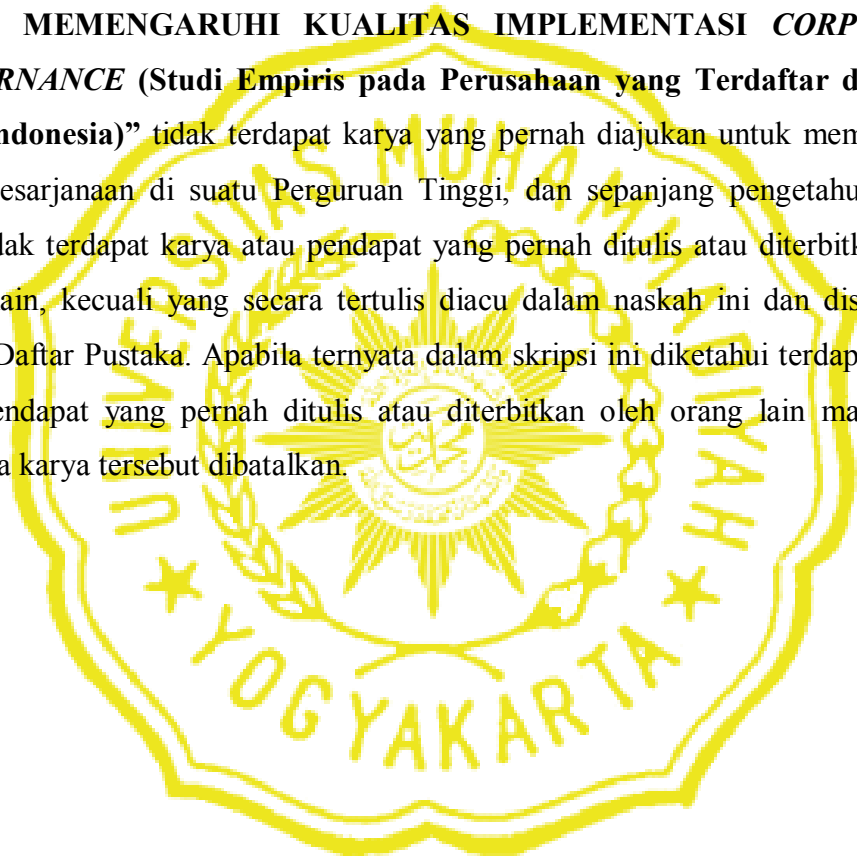 MEMENGARUHI KUALITAS IMPLEMENTASI CORP
RNANCE (Studi Empiris pada Perusahaan yang Terdaftar d
ndonesia)” tidak terdapat karya yang pernah diajukan untuk mem
esarjanaan di suatu Perguruan Tinggi, dan sepanjang pengetahu
dak terdapat karya atau pendapat yang pernah ditulis atau diterbitk
ain, kecuali yang secara tertulis diacu dalam naskah ini dan dis
Daftar Pustaka. Apabila ternyata dalam skripsi ini diketahui terdap
endapat yang pernah ditulis atau diterbitkan oleh orang lain ma
a karya tersebut dibatalkan.
UNIVERSITAS MUHAMMADIYAH
YOGYAKARTA